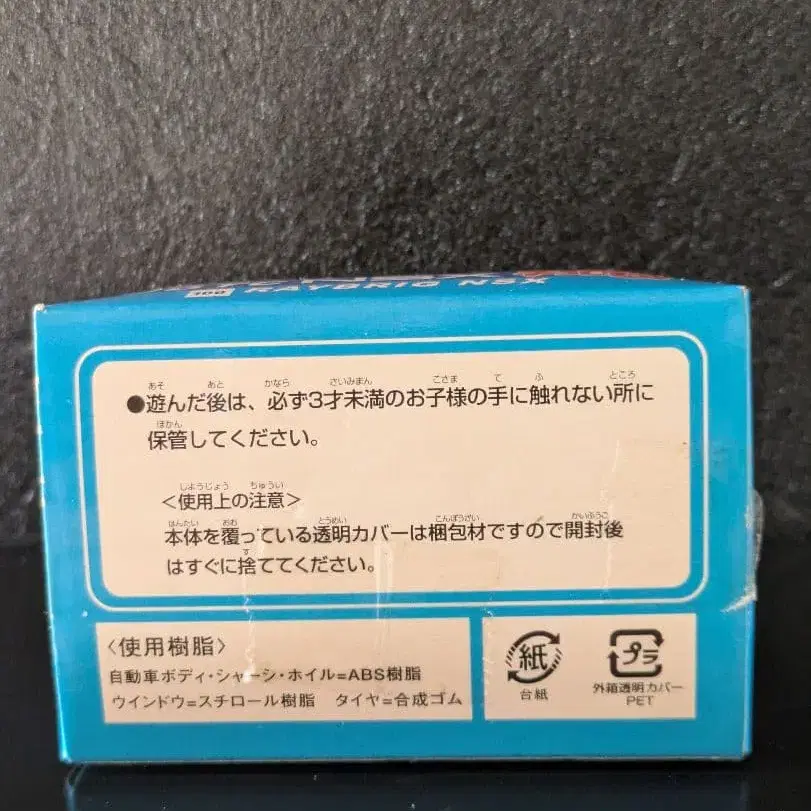 100 RAYBRIG NSX
●遊んだ後は、必ず3才未満のお子様の手に触れない所に
保管してください。
<使用上の注意>
本体を覆っている透明カバーは梱包材ですので開封後
はすぐに捨ててください。
〈使用樹脂〉
自動車ボディ・シャーシ・ホイル=ABS樹脂
ウインドウ=スチロール樹脂 タイヤ=合成ゴム
紙
台紙
プラ
外箱透明カバー
PET